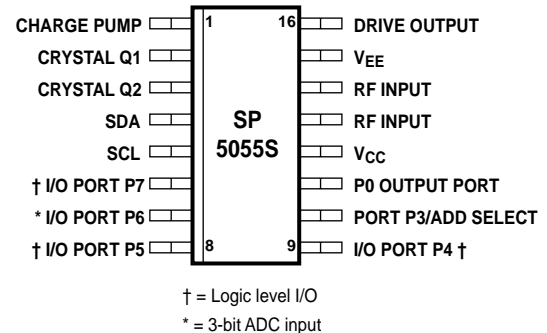 CHARGE PUMP 1 16 DRIVE OUTPUT
CRYSTAL Q1 VEE
CRYSTAL Q2 RF INPUT
SDA SP RF INPUT
SCL 5055S VCC
† I/O PORT P7 P0 OUTPUT PORT
* I/O PORT P6 PORT P3/ADD SELECT
† I/O PORT P5 8 9 I/O PORT P4 †
† = Logic level I/O
* = 3-bit ADC input